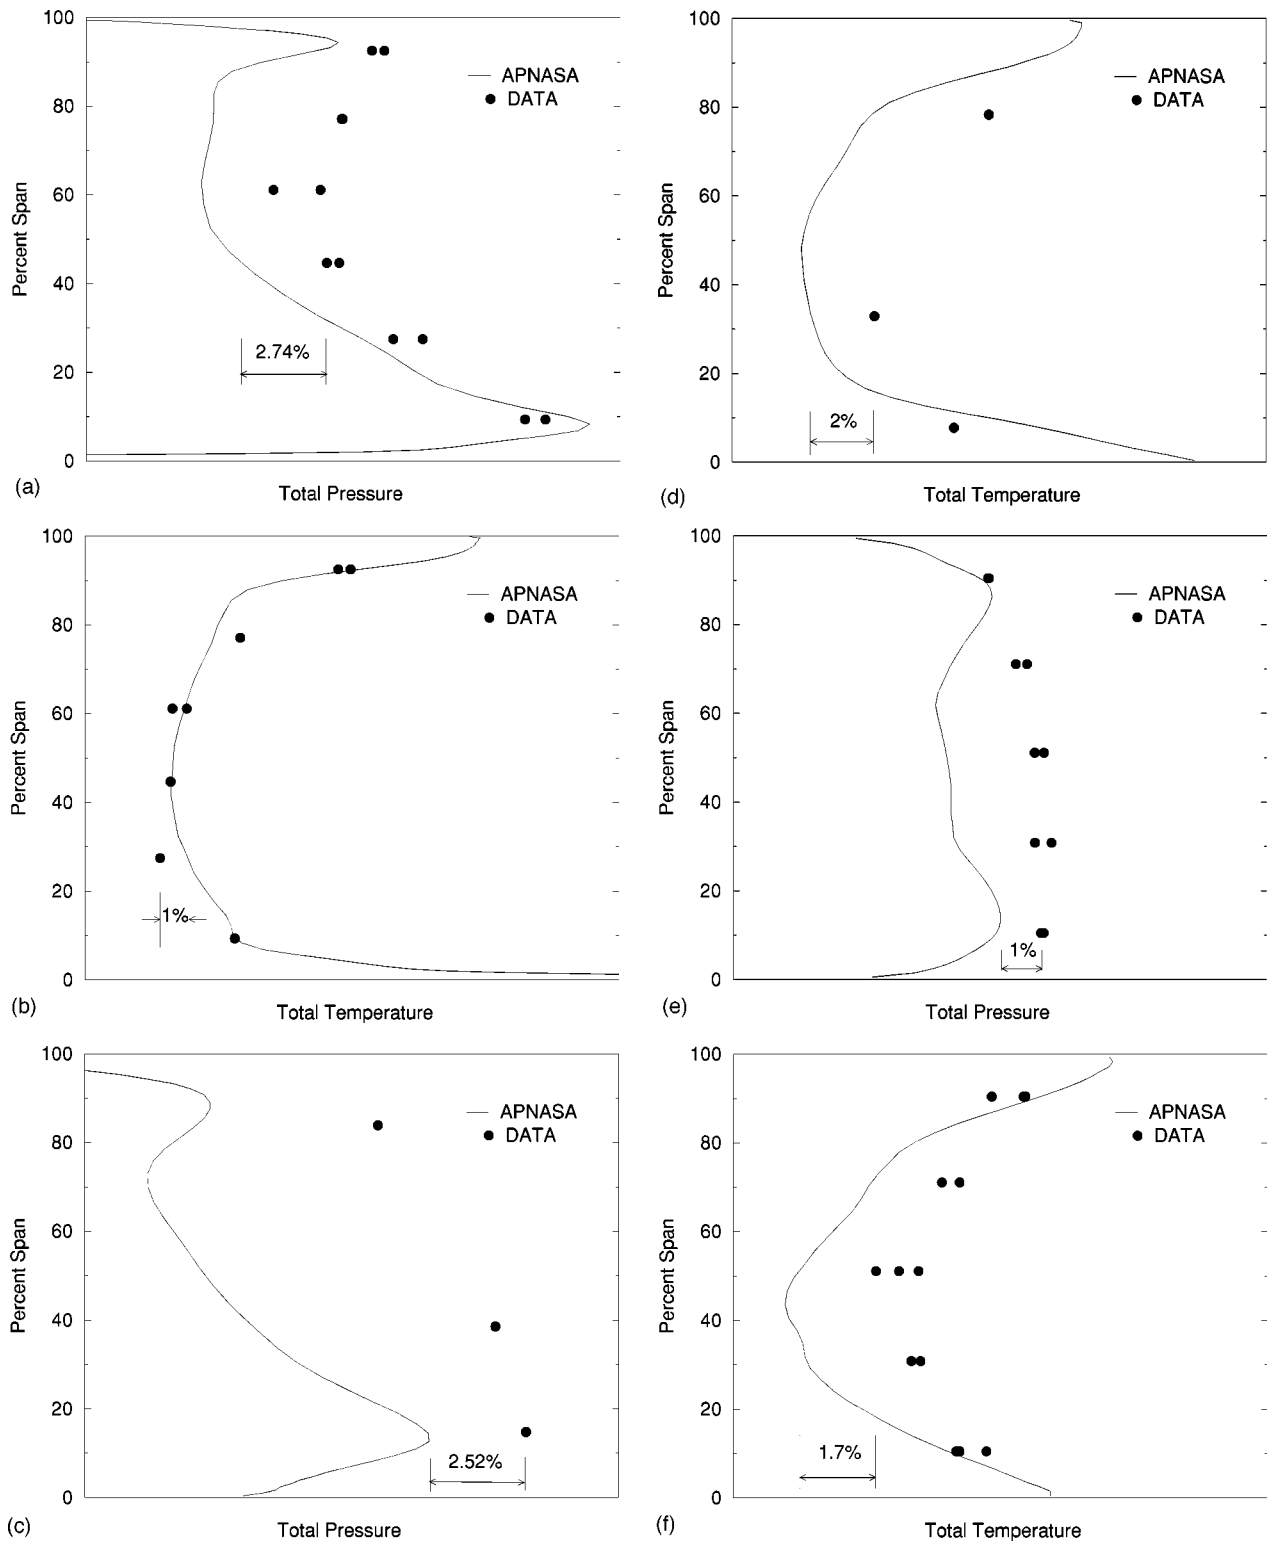 100
80
60
40
20
0
Percent Span
APNASA
DATA
2.74%
(a)
Total Pressure
100
80
60
40
20
0
Percent Span
APNASA
DATA
2%
(d)
Total Temperature
100
80
60
40
20
0
Percent Span
APNASA
DATA
1%
(b)
Total Temperature
100
80
60
40
20
0
Percent Span
APNASA
DATA
1%
(e)
Total Pressure
100
80
60
40
20
0
Percent Span
APNASA
DATA
2.52%
(c)
Total Pressure
100
80
60
40
20
0
Percent Span
APNASA
DATA
1.7%
(f)
Total Temperature